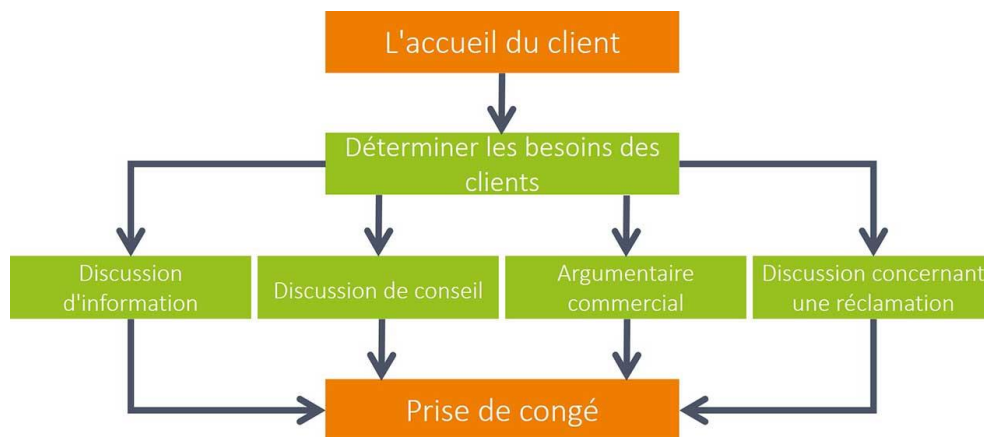 L'accueil du client
Déterminer les besoins des
clients
Discussion
d'information
Discussion de conseil
Argumentaire
commercial
Discussion concernant
une réclamation
Prise de congé